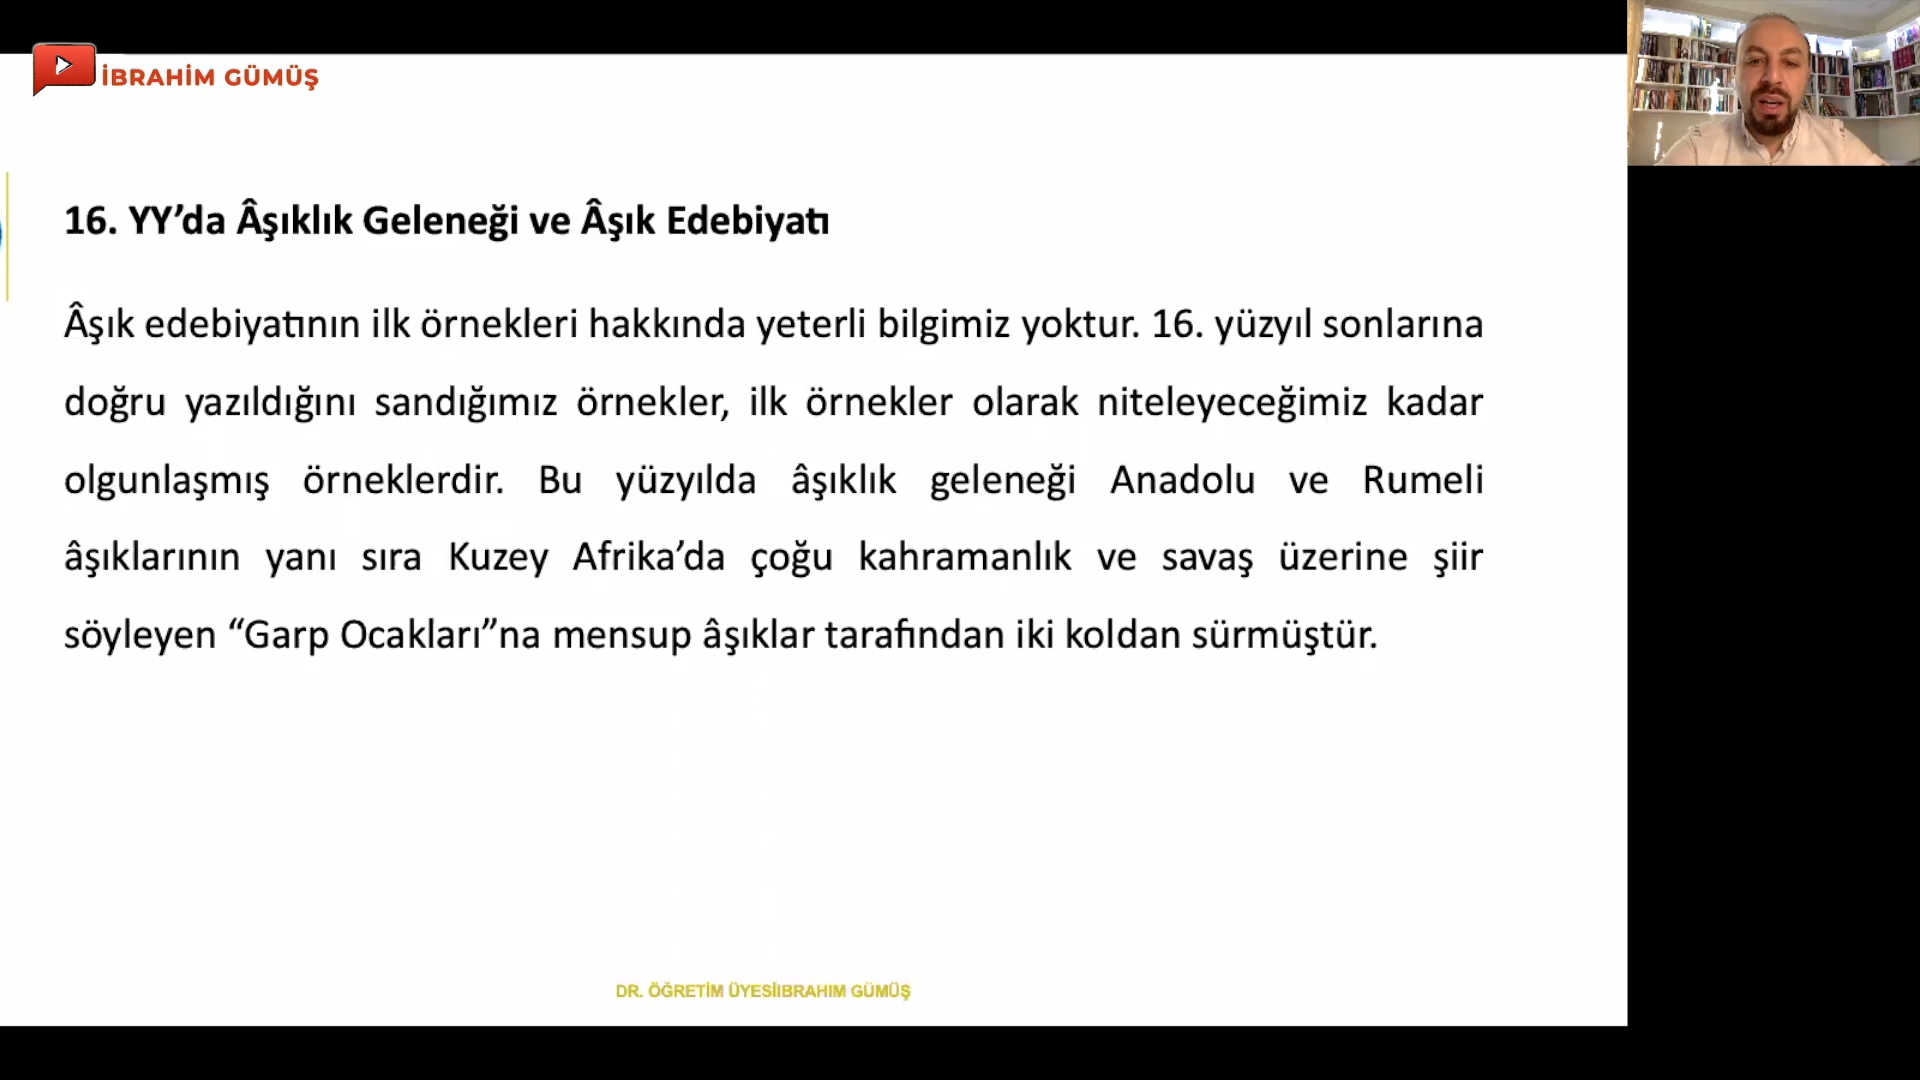 İBRAHİM GÜMÜŞ
16. YY’da Âşıklık Geleneği ve Âşık Edebiyatı
Âşık edebiyatının ilk örnekleri hakkında yeterli bilgimiz yoktur. 16. yüzyıl sonlarına
doğru yazıldığını sandığımız örnekler, ilk örnekler olarak niteleyeceğimiz kadar
olgunlaşmış örneklerdir. Bu yüzyılda âşıklık geleneği Anadolu ve Rumeli
âşıklarının yanı sıra Kuzey Afrika’da çoğu kahramanlık ve savaş üzerine şiir
söyleyen “Garp Ocakları”na mensup âşıklar tarafından iki koldan sürmüştür.
DR. ÖĞRETİM ÜYESİIBRAHIM GÜMÜŞ